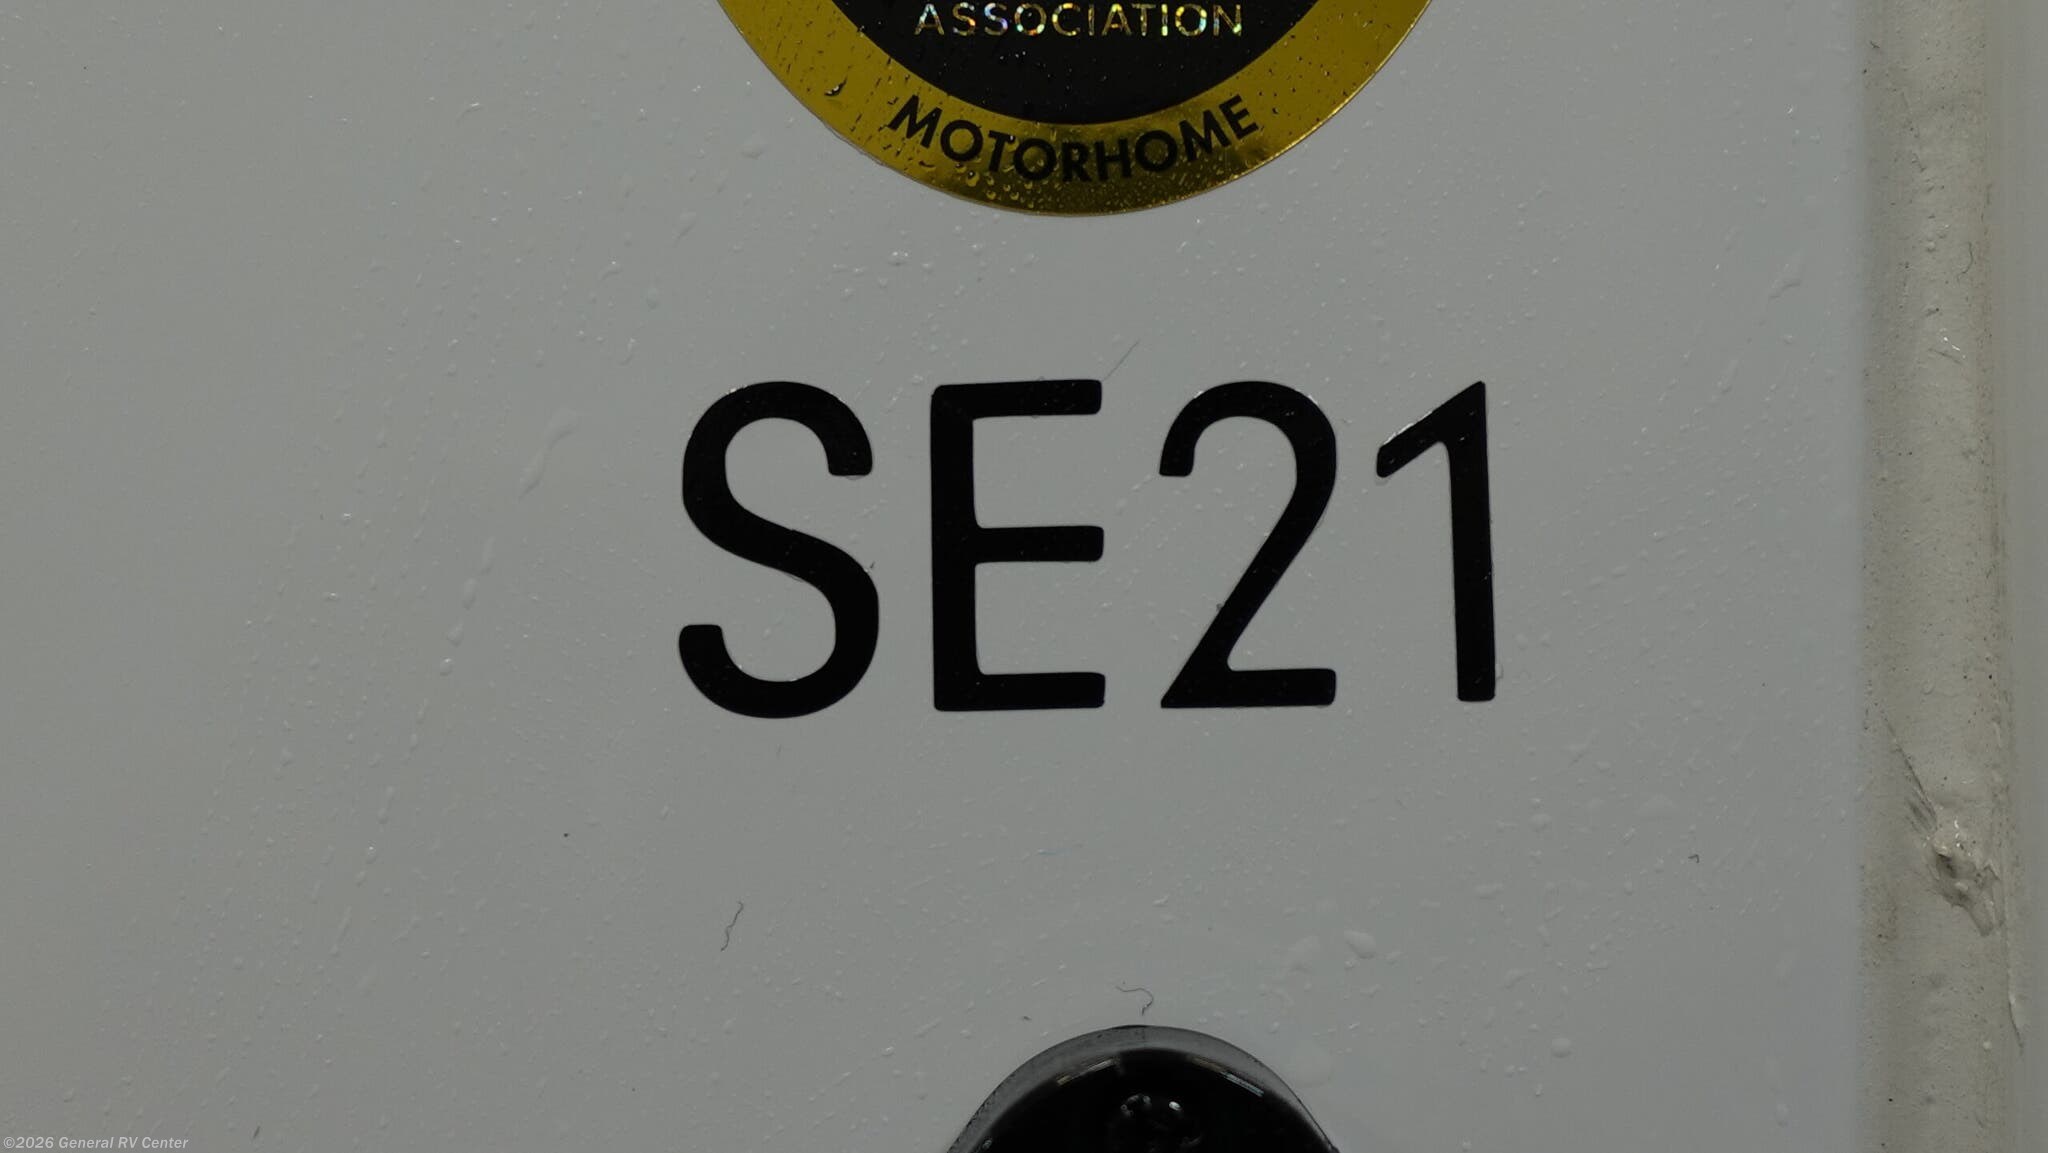 ASSOCIATION
MOTORHOME
SE21
©2026 General RV Center